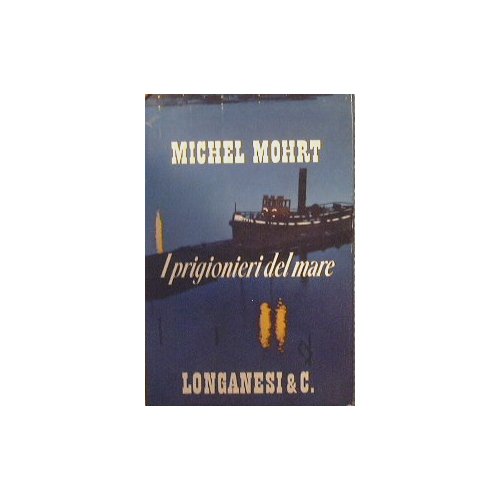 MICHEL MOHRT
I prigionieri del mare
LONGANESI & C.